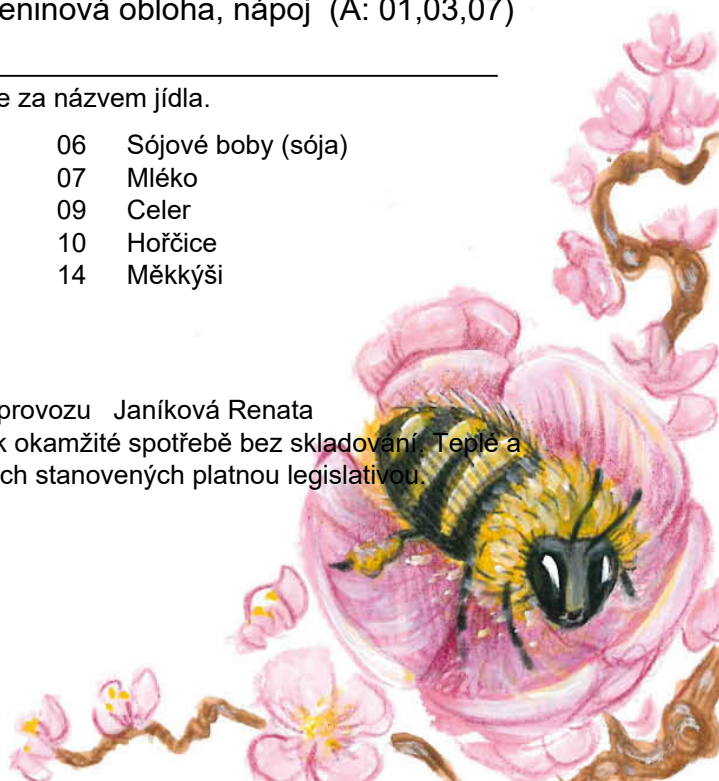 eninová obloha, nápoj (A: 01,03,07)
e za názvem jídla.
06 Sójové boby (sója)
07 Mléko
09 Celer
10 Hořčice
14 Měkkýši
provozu Janíková Renata
k okamžité spotřebě bez skladování. Teplé a
ch stanovených platnou legislativou.